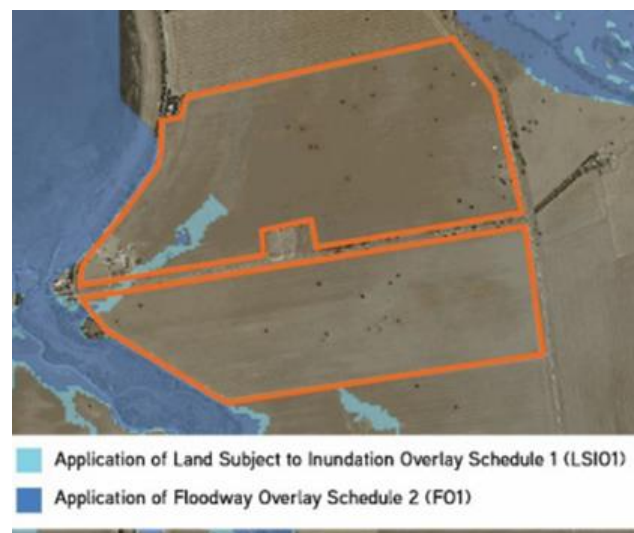 Application of Land Subject to Inundation Overlay Schedule 1 (LSIO1)
Application of Floodway Overlay Schedule 2 (FO1)